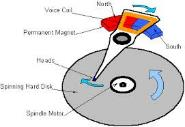 North
Voice Coil
Permanent Magnet
South
Heads
Spinning Hard Disk
Spindle Motor